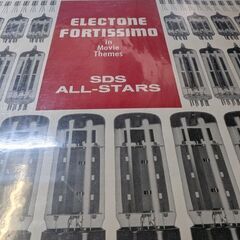 ELECTONE
FORTISSIMO
in
Movie
Themes
SDS
ALL-STARS